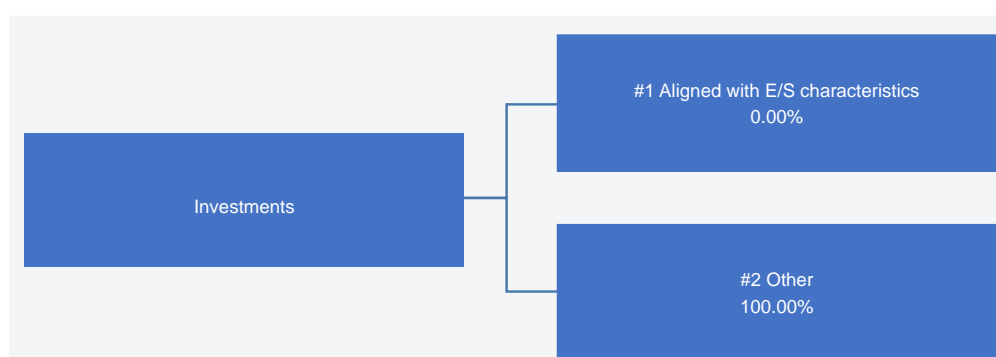 #1 Aligned with E/S characteristics
0.00%
Investments
#2 Other
100.00%